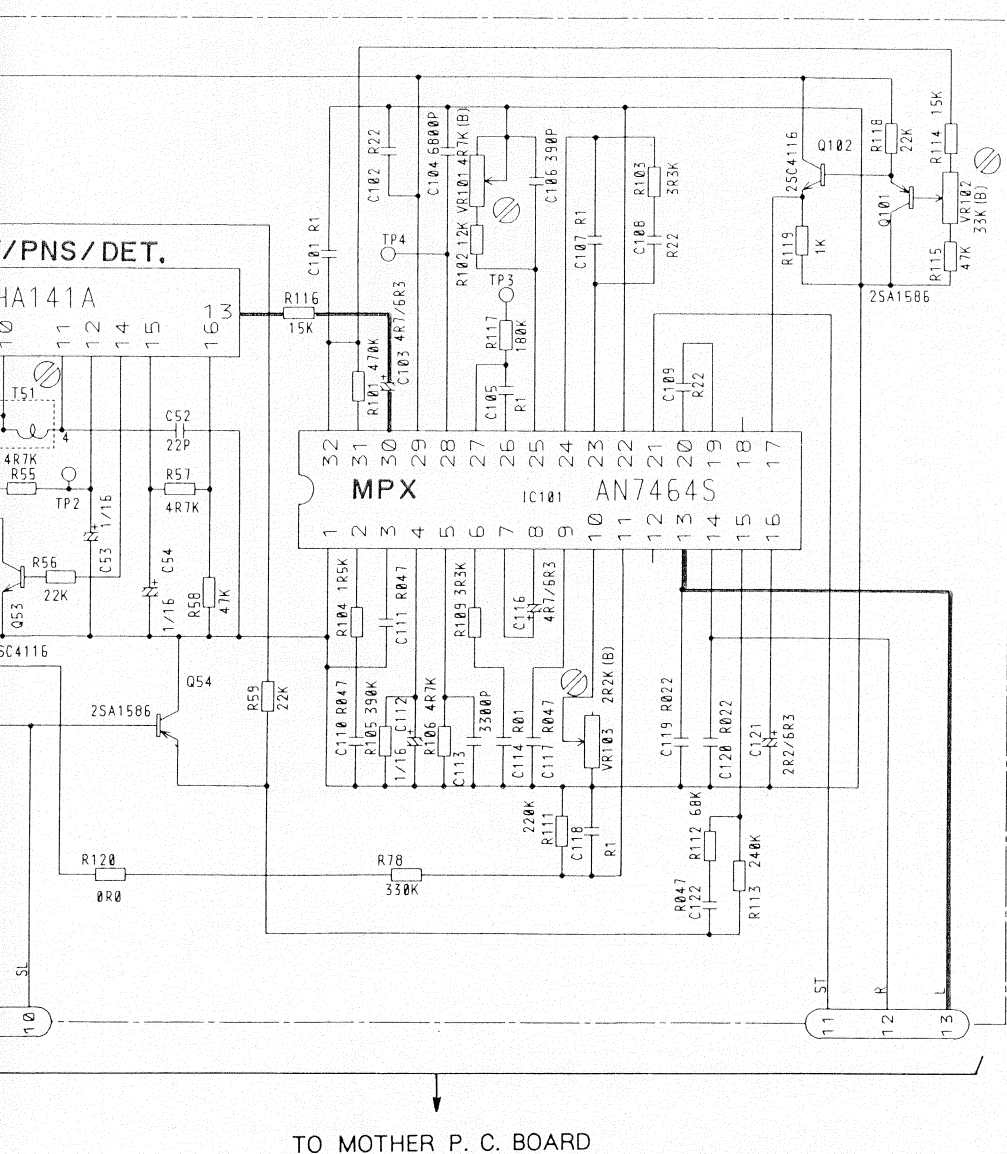 R22
C102
6800P
C104
4R7K(B)
VR101
12K
R102
390P
C106
R1
C107
R103
3R3K
C108
R22
2SC4116
Q102
R118
22K
15K
R114
Q101
VR102
33K(B)
R119
1K
R115
47K
2SA1586
R1
C101
TP4
TP3
/PNS/DET.
HA141A
10
11
12
14
15
16
13
R116
15K
470K
R101
4R7/6R3
C103
R117
180K
C105
R1
C109
R22
T51
4
4R7K
R55
TP2
C52
22P
R57
4R7K
1/16
C53
C54
1/16
R58
47K
R56
22K
Q53
SC4116
32
31
30
29
28
27
26
25
24
23
22
21
20
19
18
17
MPX
IC101
AN7464S
1
2
3
4
5
6
7
8
9
10
11
12
13
14
15
16
1R5K
R104
R047
C111
3R3K
R109
C116
4R7/6R3
Q54
2SA1586
R59
22K
R047
C110
390K
R105
C112
1/16
4R7K
R106
3300P
C113
R01
C114
R047
C117
2R2K(B)
VR103
R022
C119
R022
C120
C121
2R2/6R3
220K
R111
C118
R1
68K
R112
240K
R113
R047
C122
R120
0R0
R78
330K
SL
10
ST
R
L
11
12
13
TO MOTHER P. C. BOARD